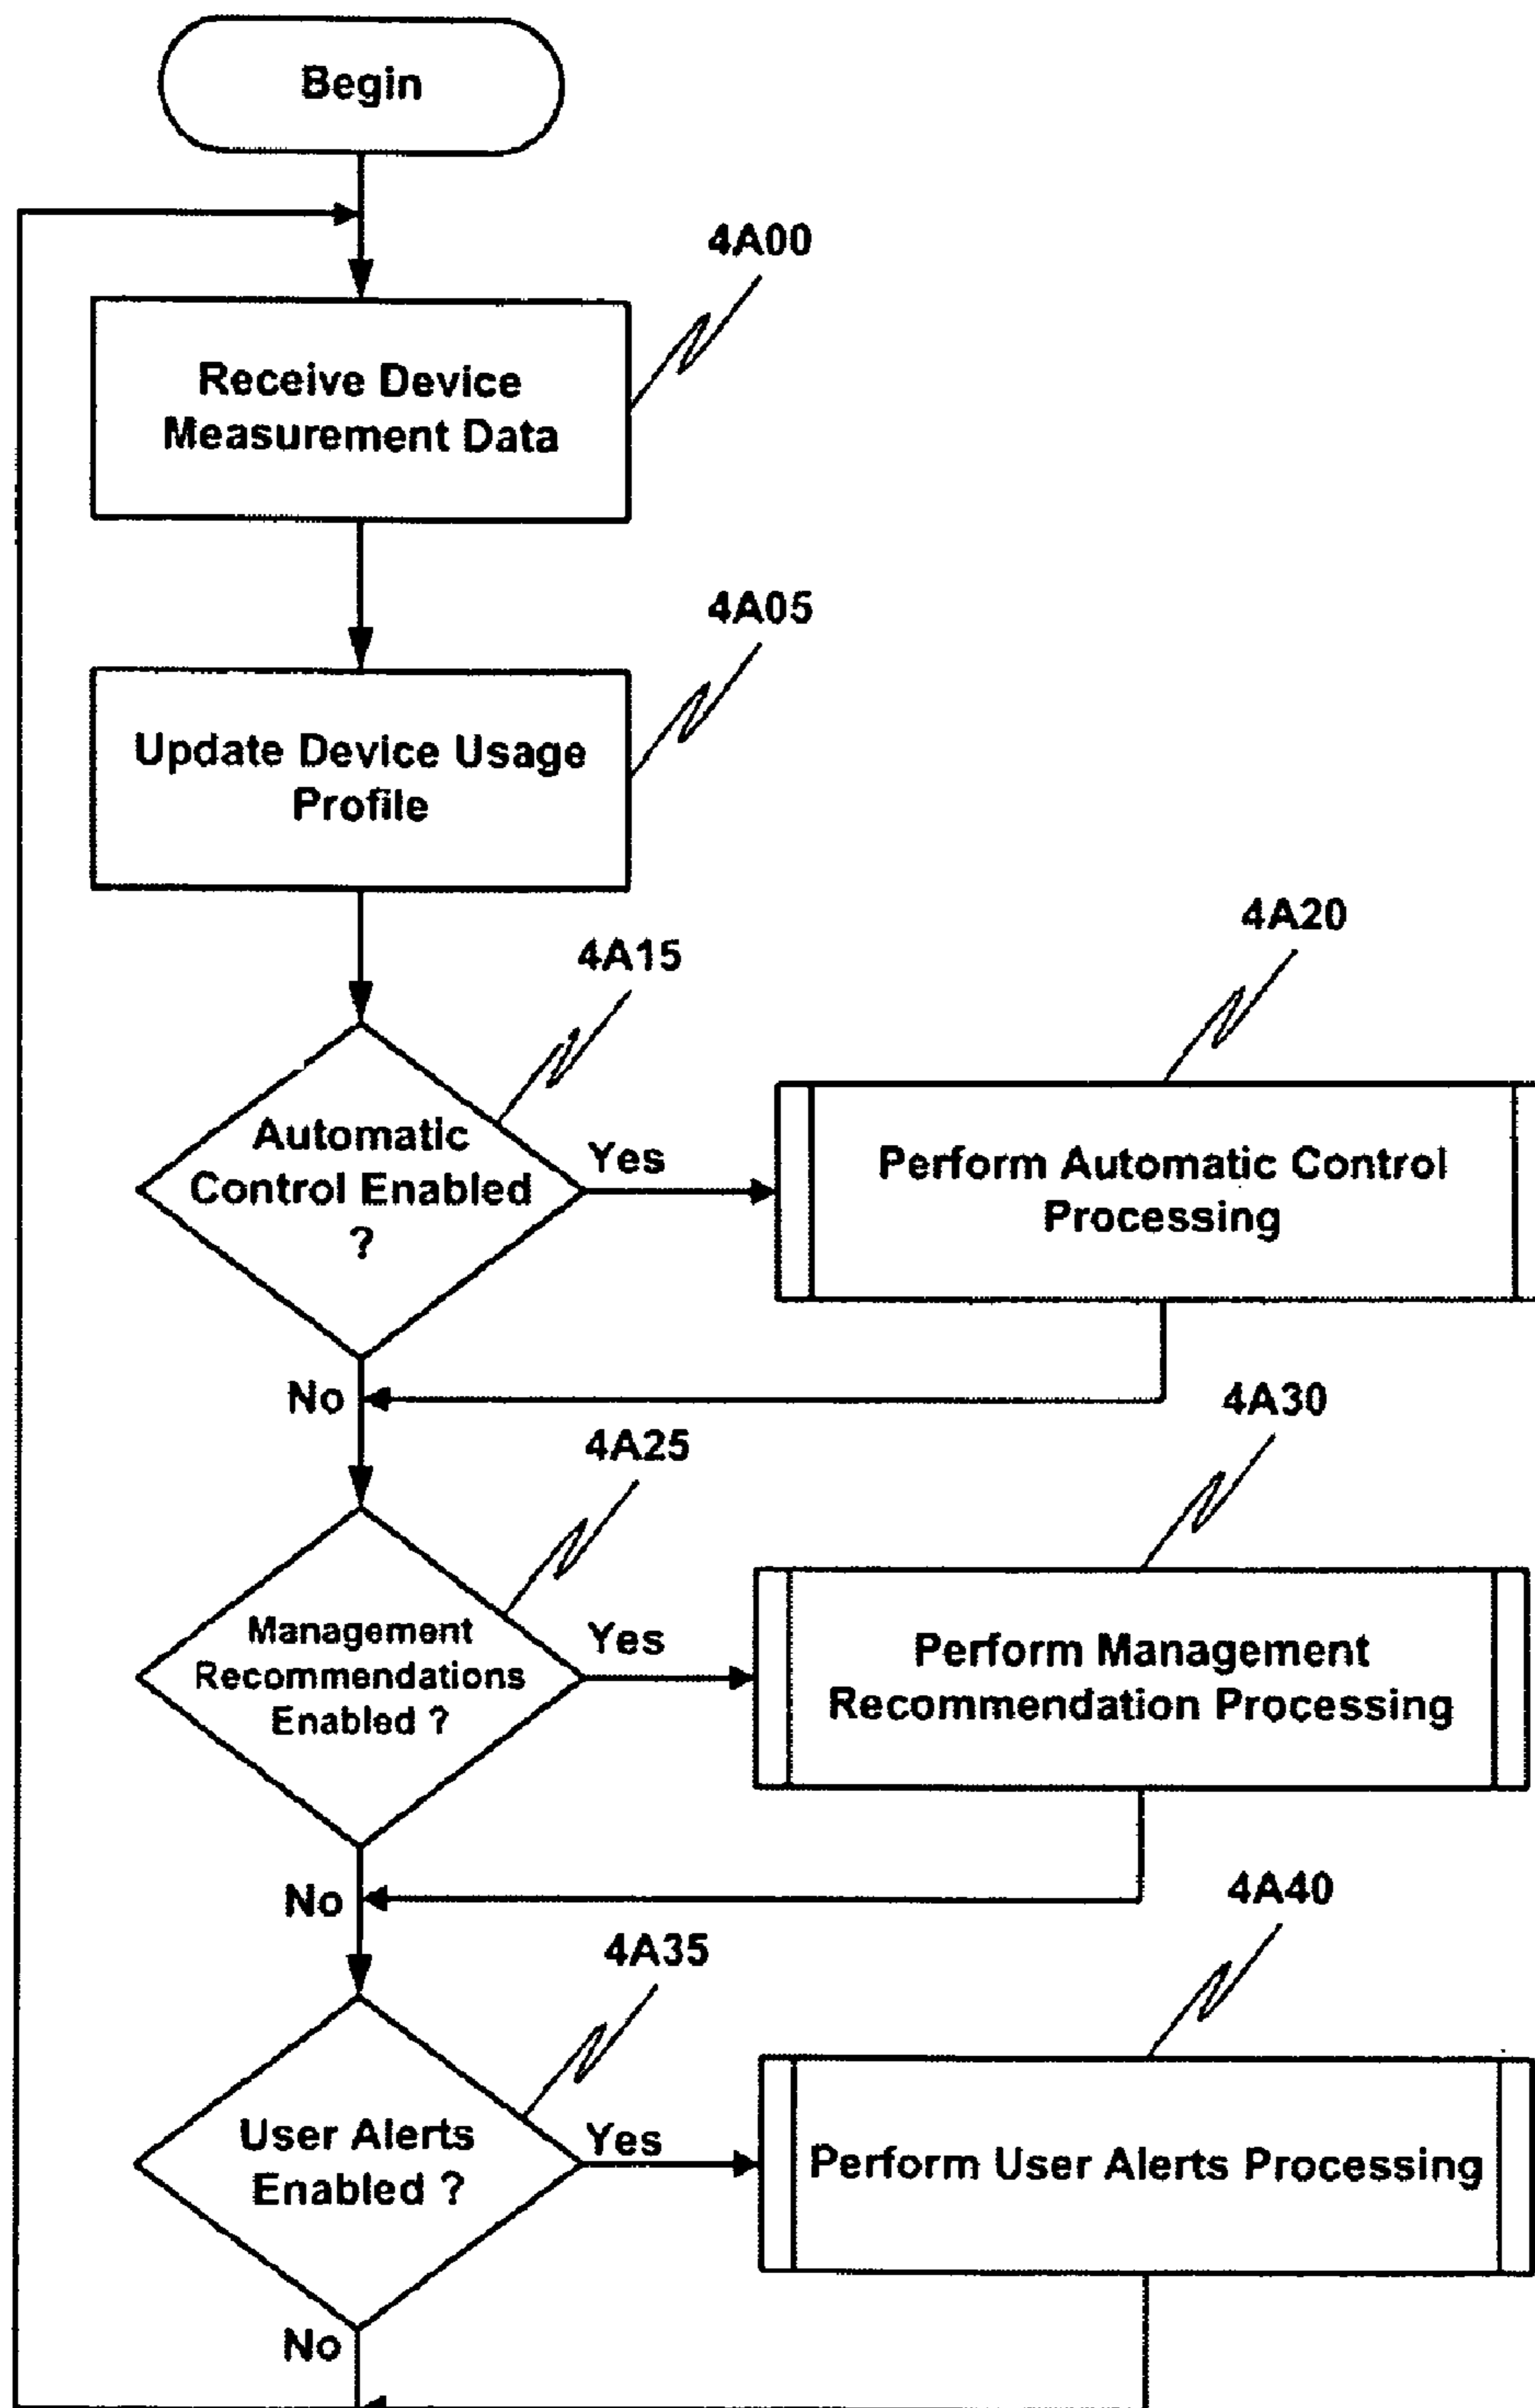 Begin
4A00
Receive Device
Measurement Data
4A05
Update Device Usage
Profile
4A15
4A20
Automatic
Control Enabled
?
Yes
Perform Automatic Control
Processing
No
4A25
4A30
Management
Recommendations
Enabled ?
Yes
Perform Management
Recommendation Processing
No
4A35
4A40
User Alerts
Enabled ?
Yes
Perform User Alerts Processing
No